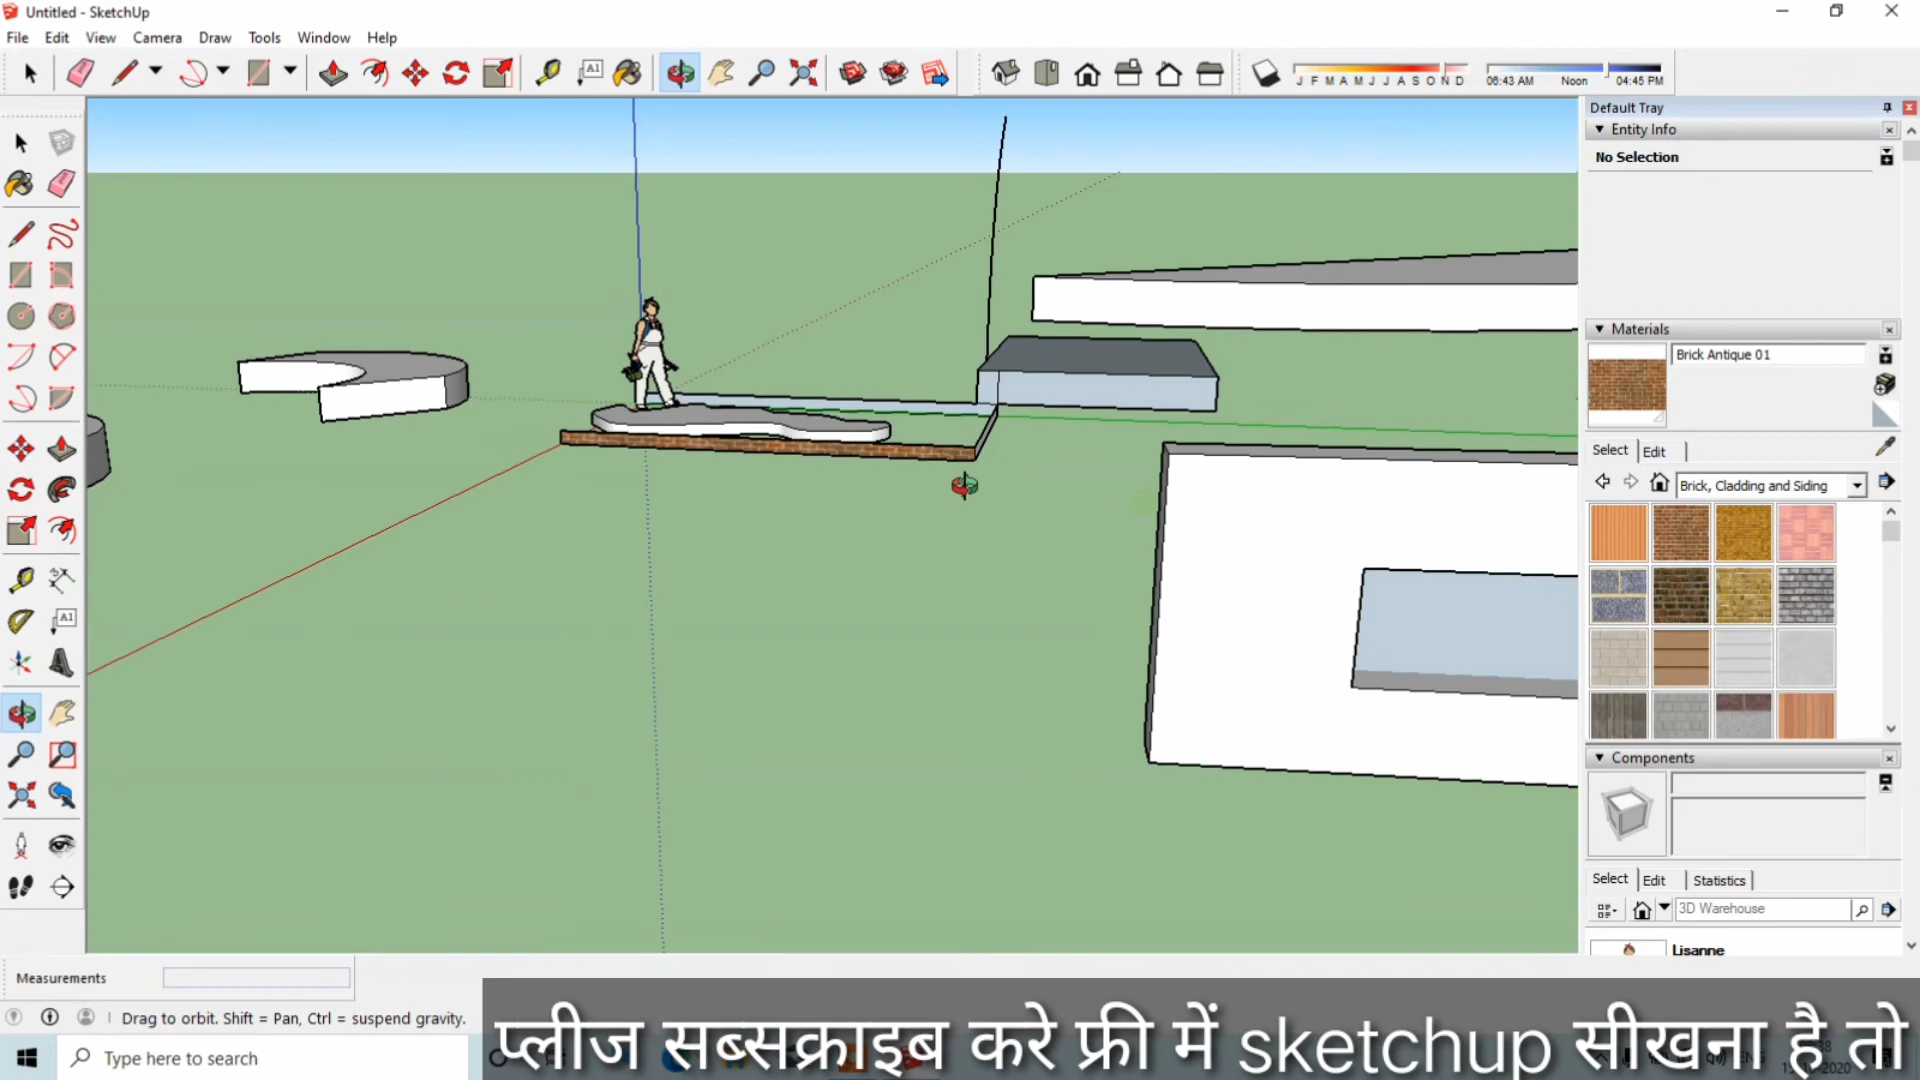 Untitled - SketchUp
File Edit View Camera Draw Tools Window Help
A1
J F M A M J J A S O N D
06:43 AM Noon 04:45 PM
Default Tray
Entity Info
No Selection
Materials
Brick Antique 01
Select Edit
Brick, Cladding and Siding
A1
Components
Select Edit Statistics
3D Warehouse
Lisanne
Measurements
Drag to orbit. Shift = Pan, Ctrl = suspend gravity.
Type here to search
प्लीज सब्सक्राइब करे फ्री में sketchup सीखना है तो